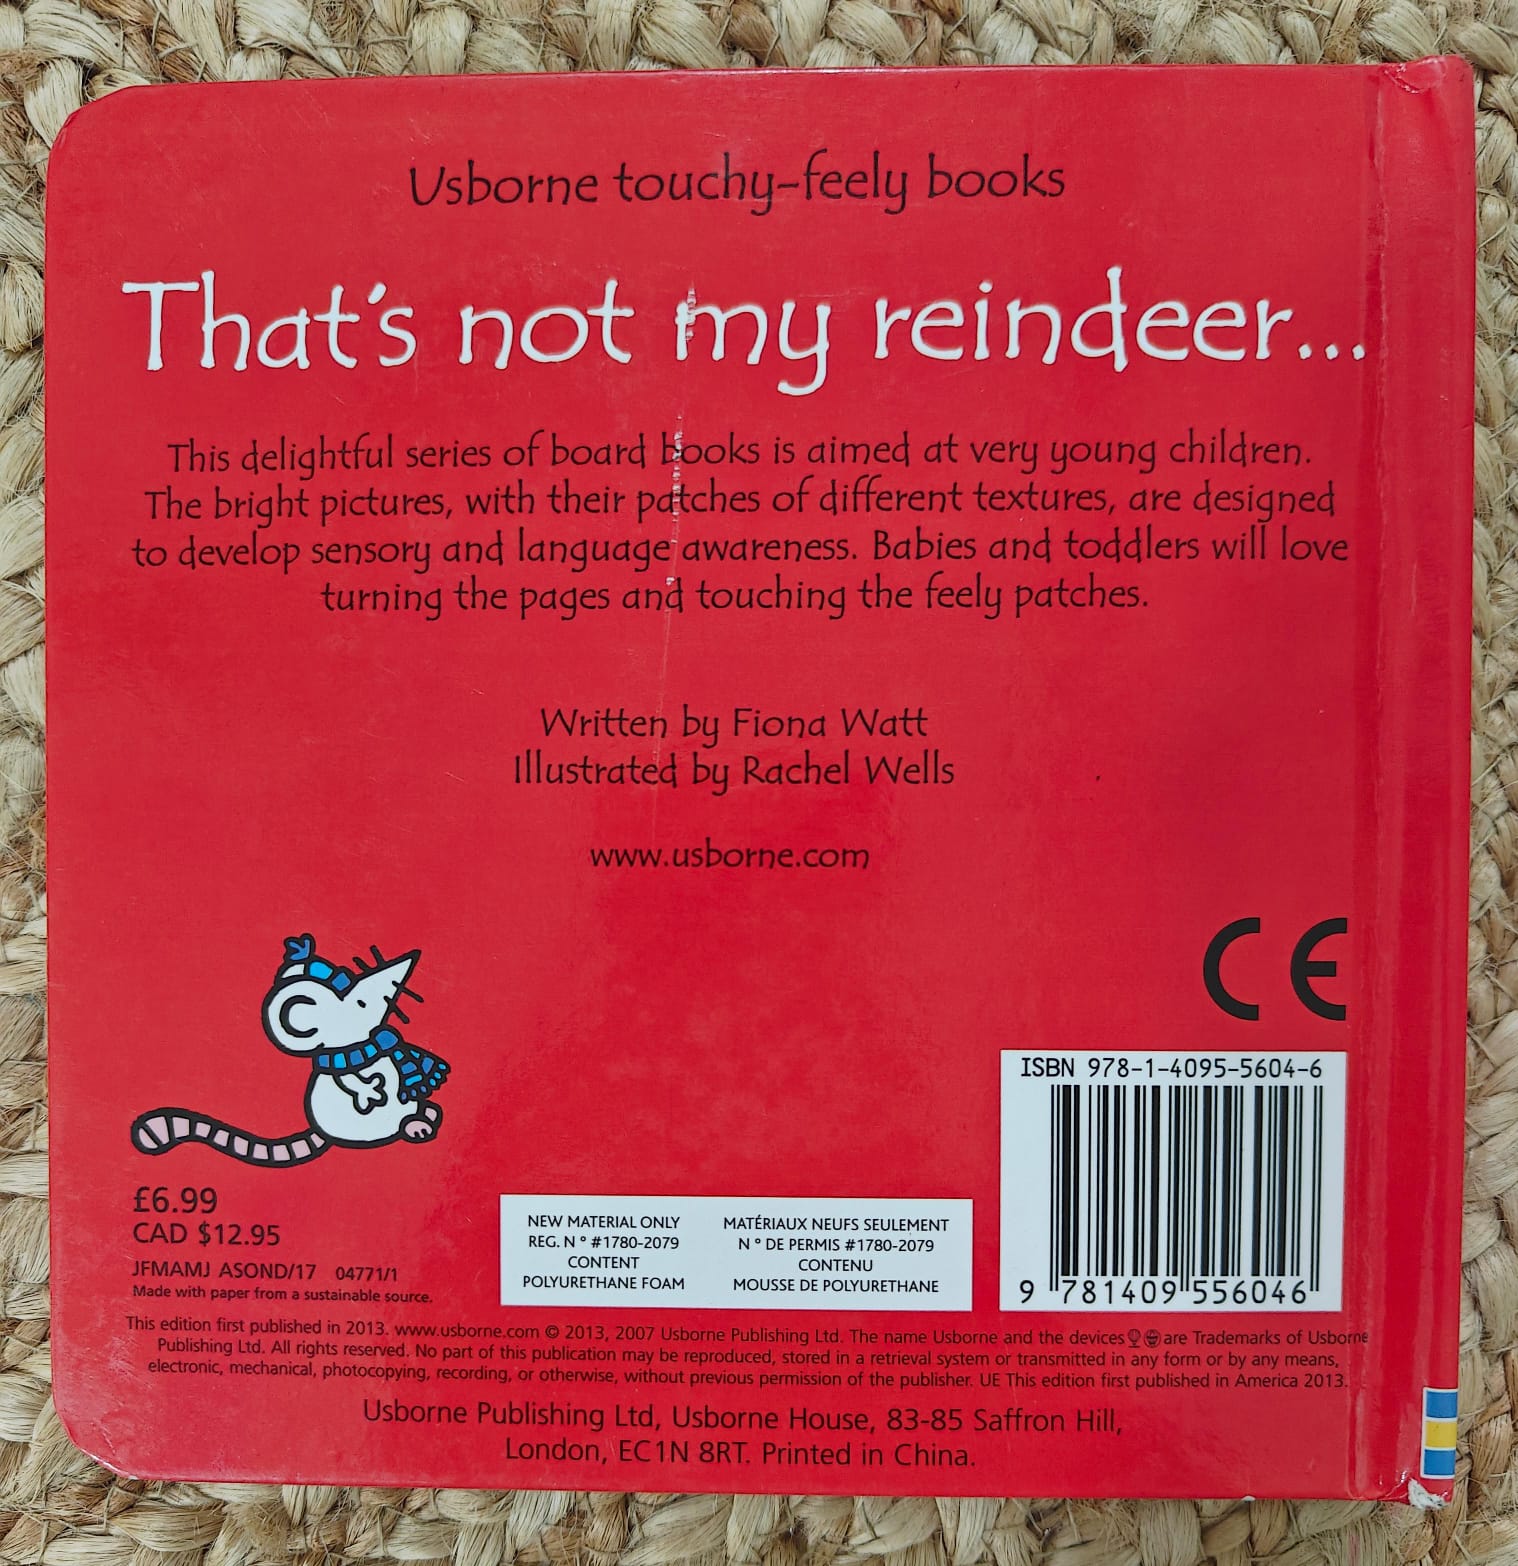 Usborne touchy-feely books
That's not my reindeer...
This delightful series of board books is aimed at very young children.
The bright pictures, with their patches of different textures, are designed
to develop sensory and language awareness. Babies and toddlers will love
turning the pages and touching the feely patches.
Written by Fiona Watt
Illustrated by Rachel Wells
www.usborne.com
CE
ISBN 978-1-4095-5604-6
9 781409 556046
£6.99
CAD $12.95
JFMAMJ ASOND/17 04771/1
Made with paper from a sustainable source.
NEW MATERIAL ONLY
REG. N° #1780-2079
CONTENT
POLYURETHANE FOAM
MATÉRIAUX NEUFS SEULEMENT
N° DE PERMIS #1780-2079
CONTENU
MOUSSE DE POLYURETHANE
This edition first published in 2013. www.usborne.com © 2013, 2007 Usborne Publishing Ltd. The name Usborne and the devices are Trademarks of Usborne
Publishing Ltd. All rights reserved. No part of this publication may be reproduced, stored in a retrieval system or transmitted in any form or by any means,
electronic, mechanical, photocopying, recording, or otherwise, without previous permission of the publisher. UE This edition first published in America 2013.
Usborne Publishing Ltd, Usborne House, 83-85 Saffron Hill,
London, EC1N 8RT. Printed in China.